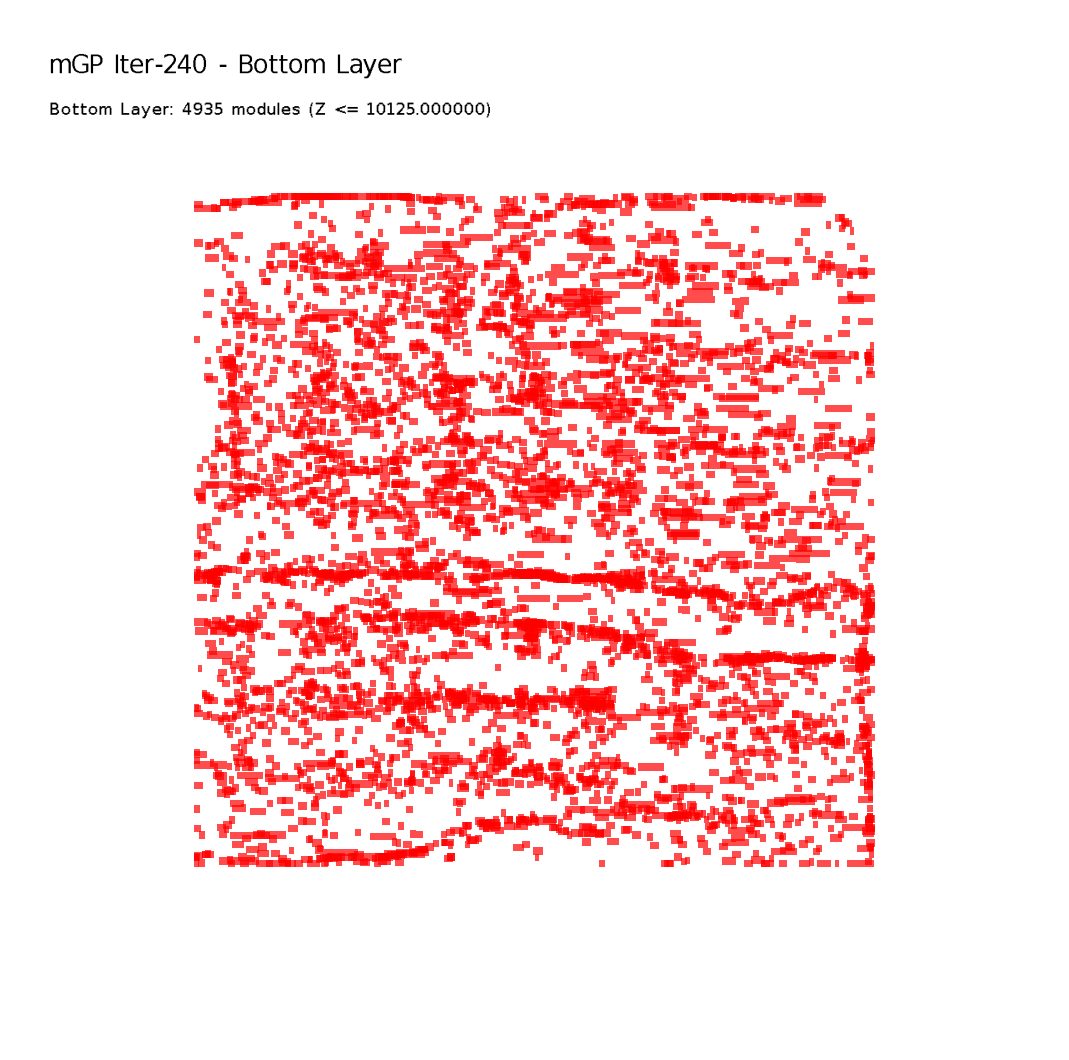 mGP Iter-240 - Bottom Layer
Bottom Layer: 4935 modules (Z <= 10125.000000)